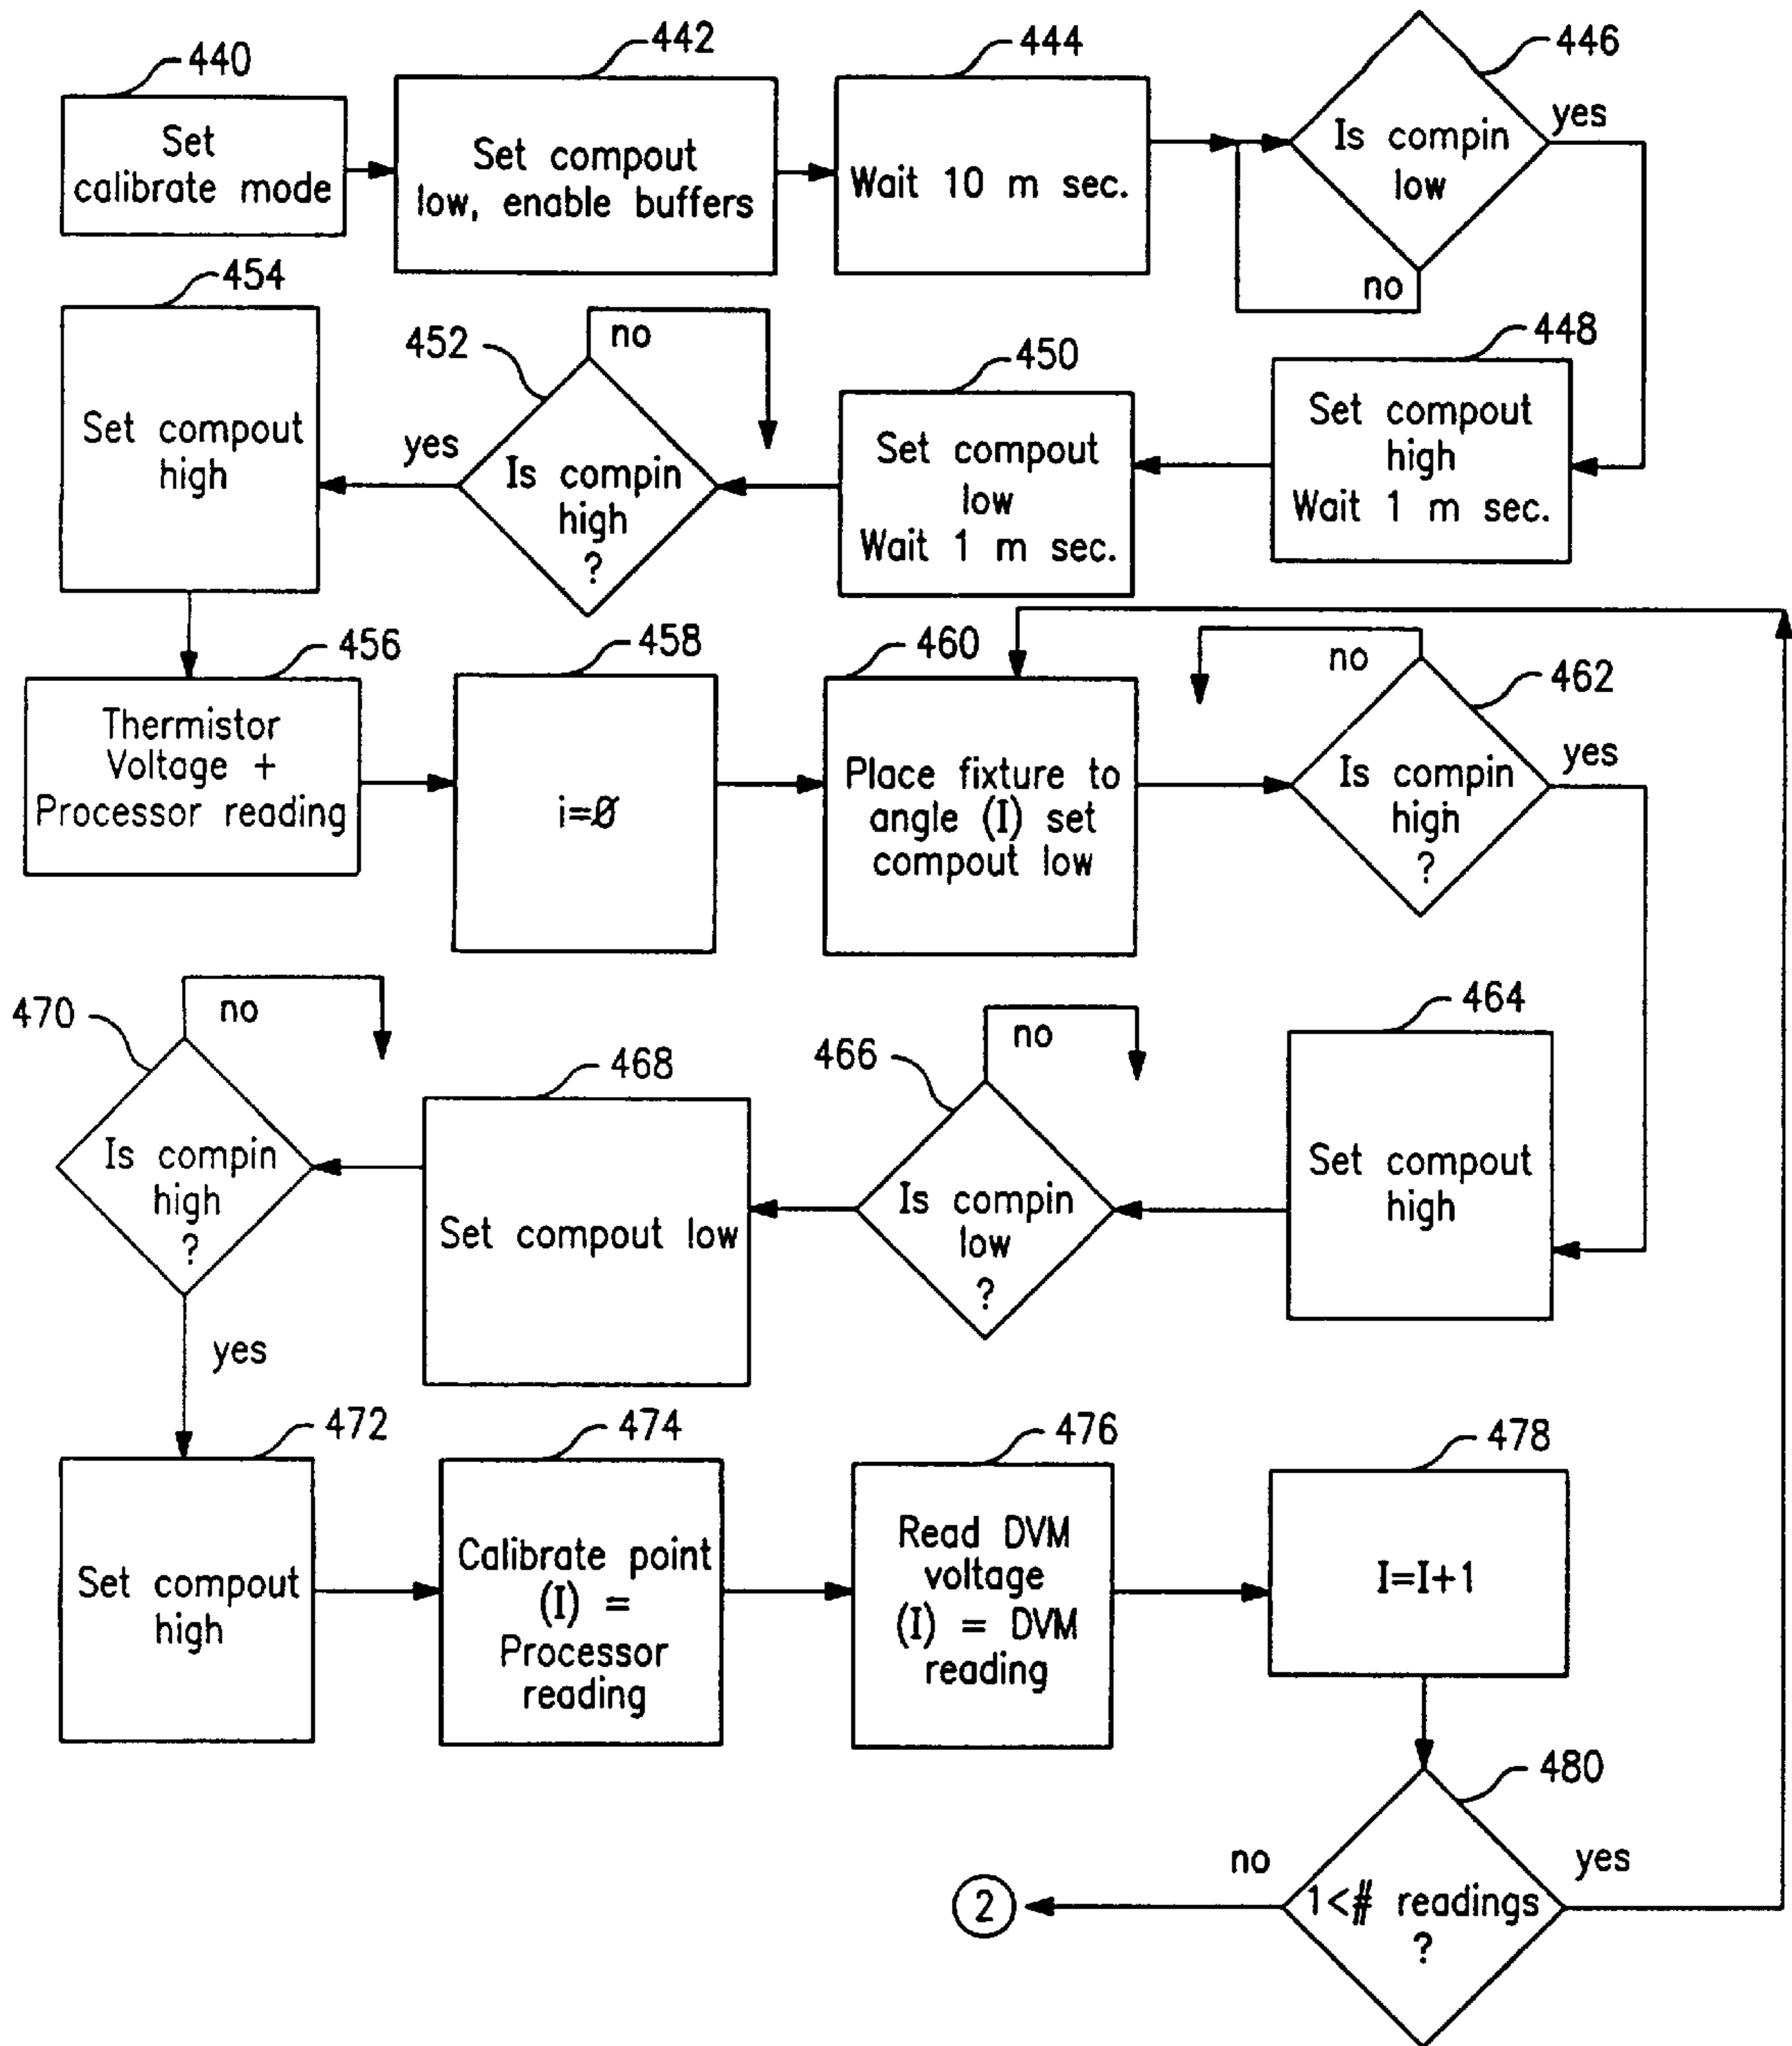 440
Set
calibrate mode
442
Set compout
low, enable buffers
444
Wait 10 m sec.
446
Is compin
low
yes
no
448
Set compout
high
Wait 1 m sec.
450
Set compout
low
Wait 1 m sec.
452
no
Is compin
high
?
yes
454
Set compout
high
456
Thermistor
Voltage +
Processor reading
458
i=Ø
460
Place fixture to
angle (I) set
compout low
462
no
Is compin
high
?
yes
464
Set compout
high
466
no
Is compin
low
?
468
Set compout low
470
no
Is compin
high
?
yes
472
Set compout
high
474
Calibrate point
(I) =
Processor
reading
476
Read DVM
voltage
(I) = DVM
reading
478
I=I+1
480
1<# readings
?
yes
no
2